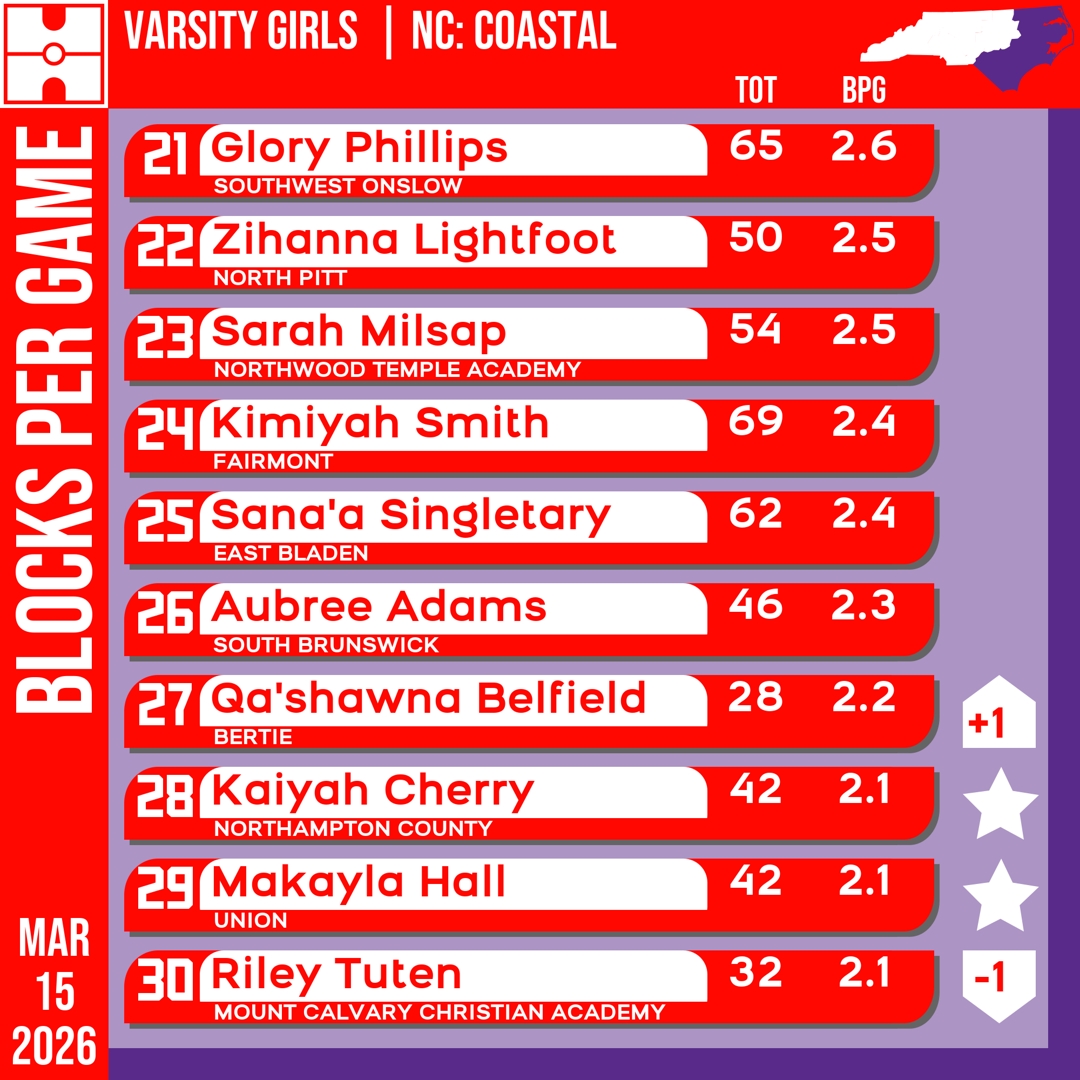 VARSITY GIRLS | NC: COASTAL
TOT BPG
BLOCKS PER GAME
21 Glory Phillips 65 2.6
SOUTHWEST ONSLOW
22 Zihanna Lightfoot 50 2.5
NORTH PITT
23 Sarah Milsap 54 2.5
NORTHWOOD TEMPLE ACADEMY
24 Kimiyah Smith 69 2.4
FAIRMONT
25 Sana'a Singletary 62 2.4
EAST BLADEN
26 Aubree Adams 46 2.3
SOUTH BRUNSWICK
27 Qa'shawna Belfield 28 2.2 +1
BERTIE
28 Kaiyah Cherry 42 2.1
NORTHAMPTON COUNTY
29 Makayla Hall 42 2.1
UNION
30 Riley Tuten 32 2.1 -1
MOUNT CALVARY CHRISTIAN ACADEMY
MAR
15
2026